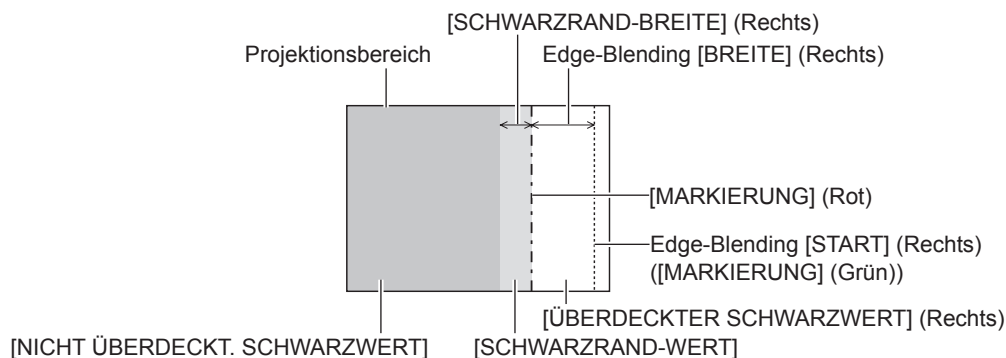 [SCHWARZRAND-BREITE] (Rechts)
Projektionsbereich
Edge-Blending [BREITE] (Rechts)
[MARKIERUNG] (Rot)
Edge-Blending [START] (Rechts)
([MARKIERUNG] (Grün))
[ÜBERDECKTER SCHWARZWERT] (Rechts)
[NICHT ÜBERDECKT. SCHWARZWERT]
[SCHWARZRAND-WERT]